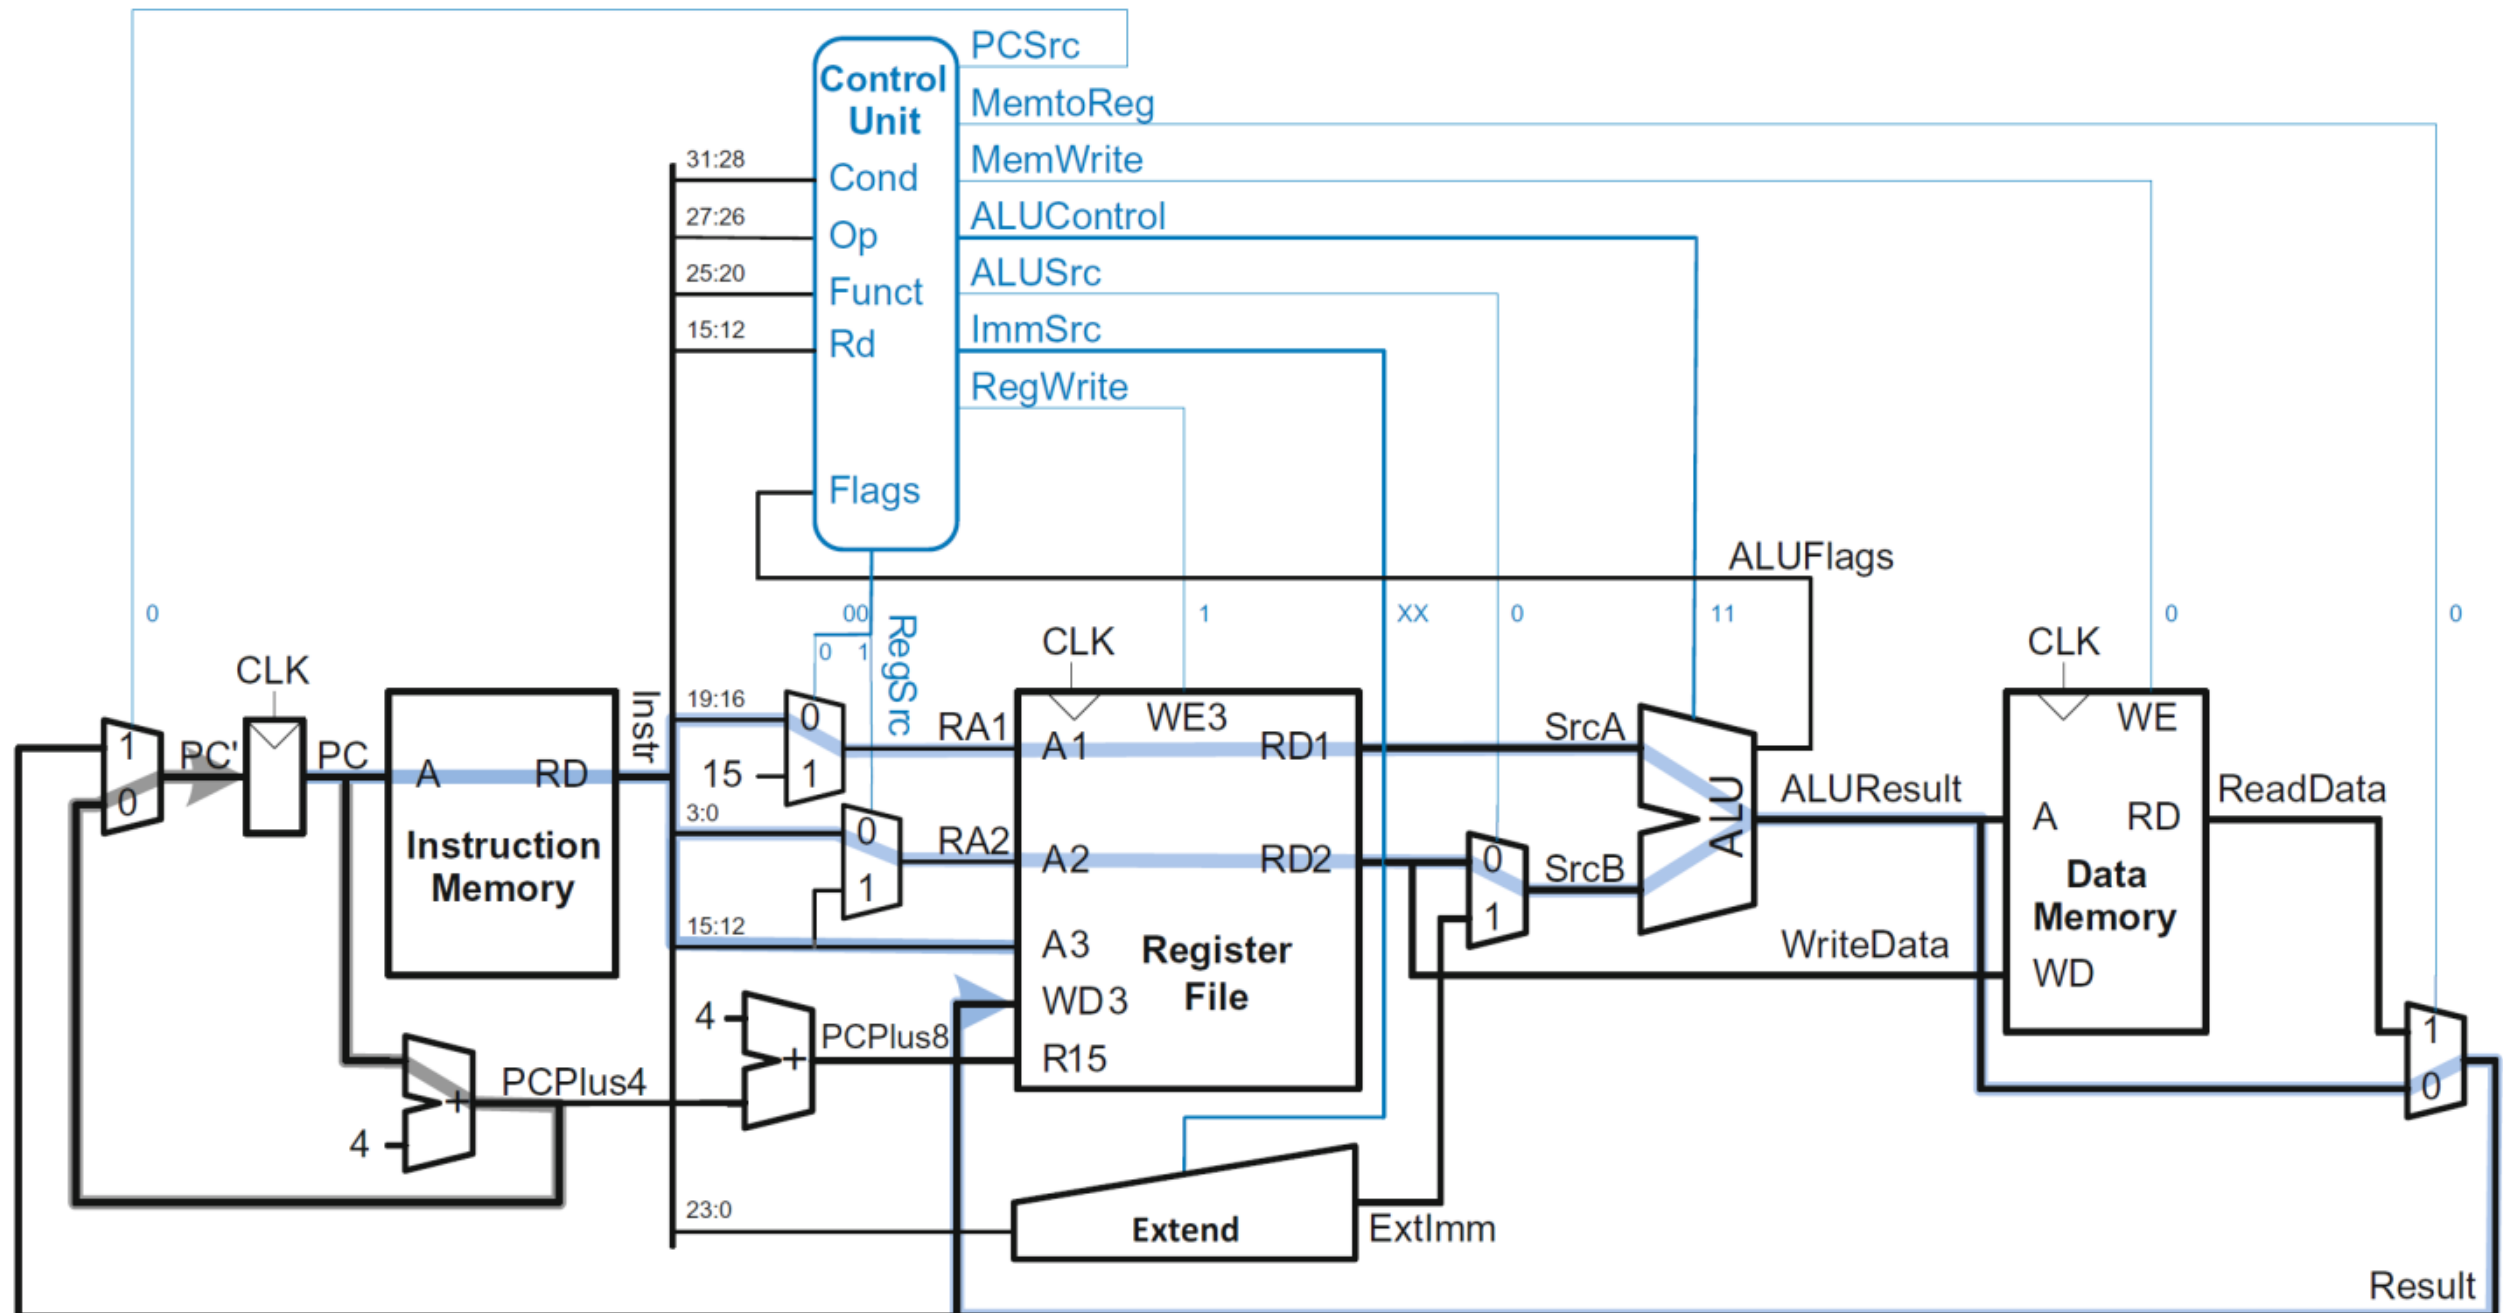 PCSrc
Control
Unit
MemtoReg
MemWrite
31:28
Cond
ALUControl
27:26
Op
ALUSrc
25:20
Funct
ImmSrc
15:12
Rd
RegWrite
Flags
ALUFlags
0
00
1
XX
0
11
0
0
RegSrc
0 1
CLK
CLK
CLK
Instr
19:16
0
RA1
A1
WE3
RD1
SrcA
WE
1
PC'
PC
A
RD
15
1
0
3:0
0
RA2
A2
RD2
0
SrcB
ALU
ALUResult
A
RD
ReadData
Instruction
Memory
1
1
Data
Memory
15:12
A3
Register
File
WriteData
WD
WD3
4
+
PCPlus8
R15
1
0
PCPlus4
+
4
23:0
Extend
ExtImm
Result